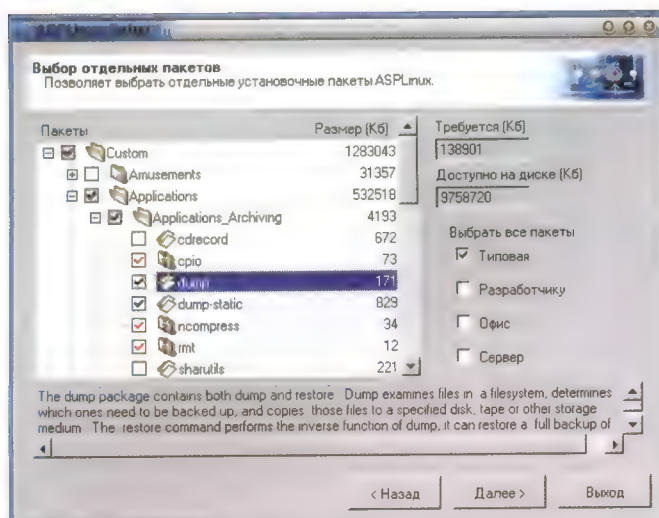 Выбор отдельных пакетов
Позволяет выбрать отдельные установочные пакеты ASPLinux.
Пакеты Размер (Кб)
Custom 1283043
Amusements 31357
Applications 532518
Applications_Archiving 4193
cdrecord 672
cpio 73
dump 171
dump-static 829
ncompress 34
rmt 12
sharutils 221
Требуется (Кб)
138901
Доступно на диске (Кб)
9758720
Выбрать все пакеты
Типовая
Разработчику
Офис
Сервер
The dump package contains both dump and restore Dump examines files in a filesystem, determines
which ones need to be backed up, and copies those files to a specified disk, tape or other storage
medium The restore command performs the inverse function of dump, it can restore a full backup of
< Назад Далее > Выход